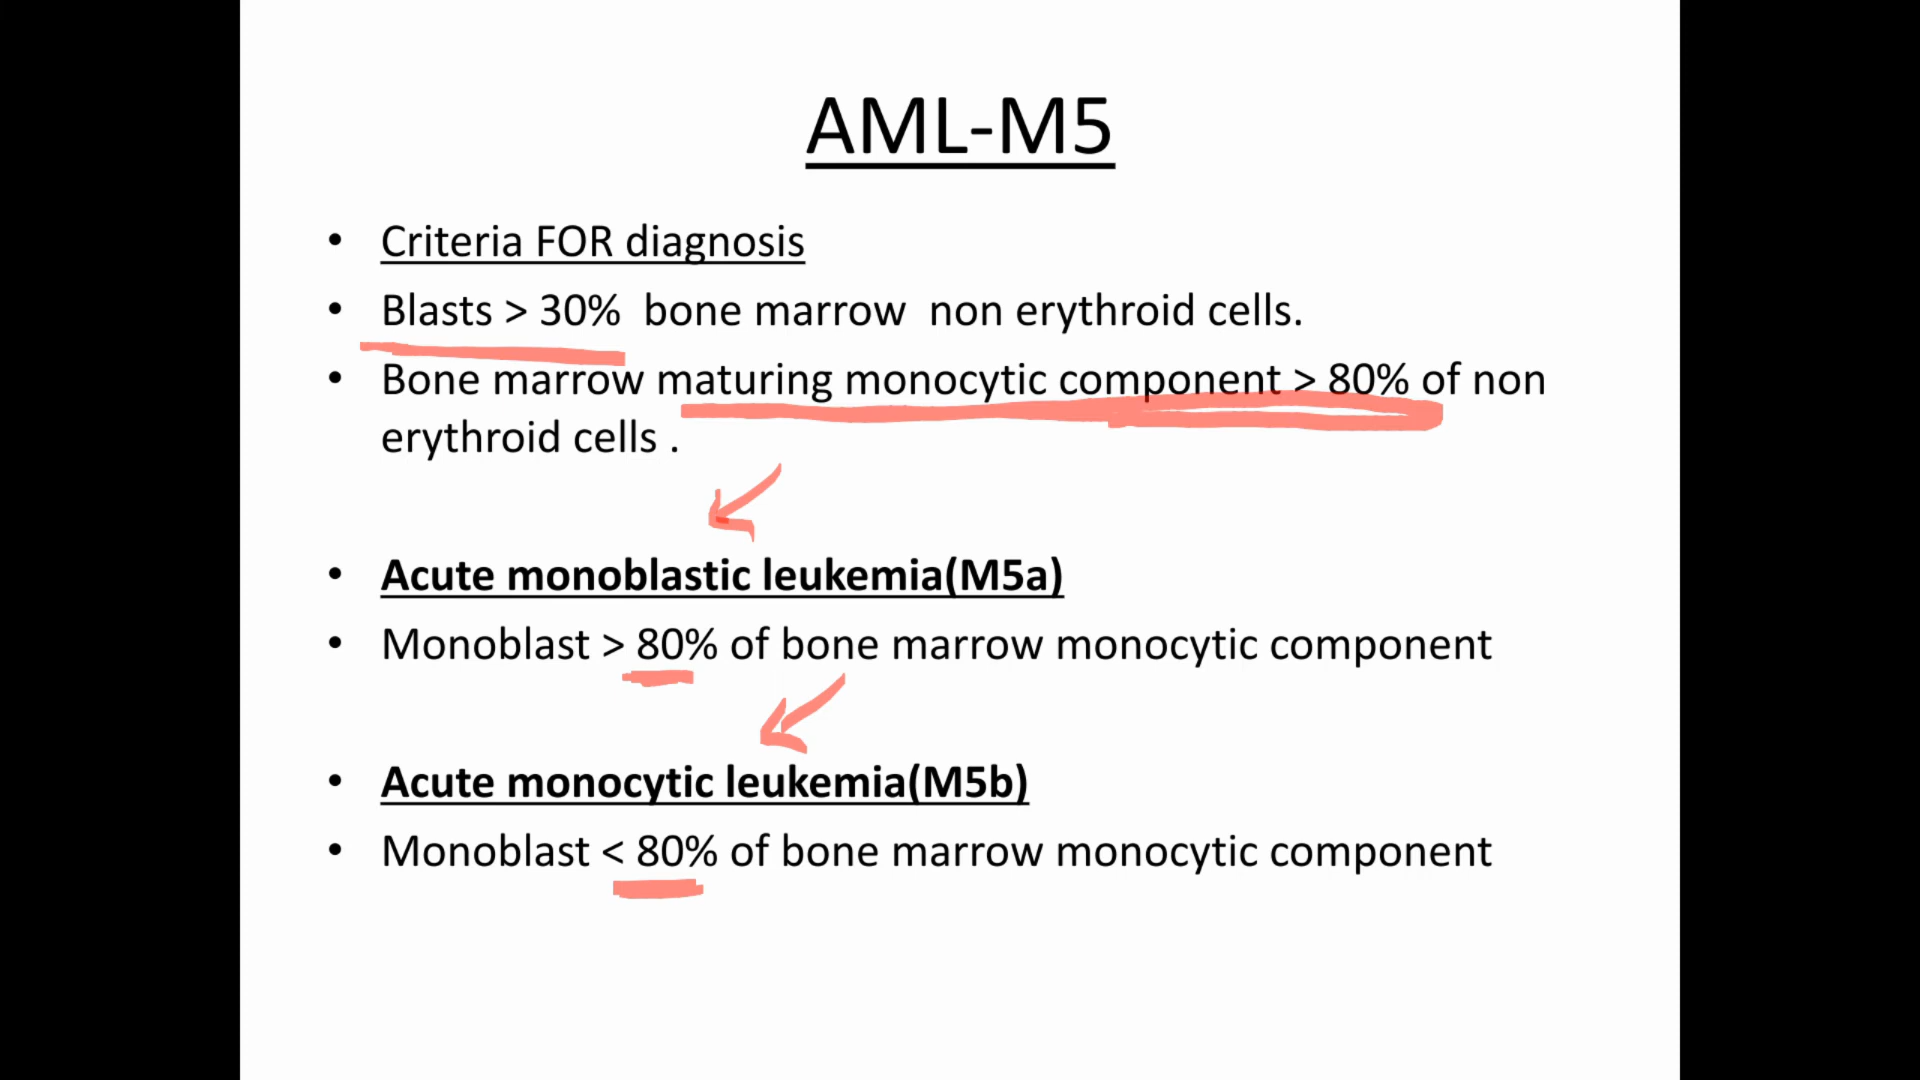 AML-M5
• Criteria FOR diagnosis
• Blasts > 30% bone marrow non erythroid cells.
• Bone marrow maturing monocytic component > 80% of non
erythroid cells .
• Acute monoblastic leukemia(M5a)
• Monoblast > 80% of bone marrow monocytic component
• Acute monocytic leukemia(M5b)
• Monoblast < 80% of bone marrow monocytic component